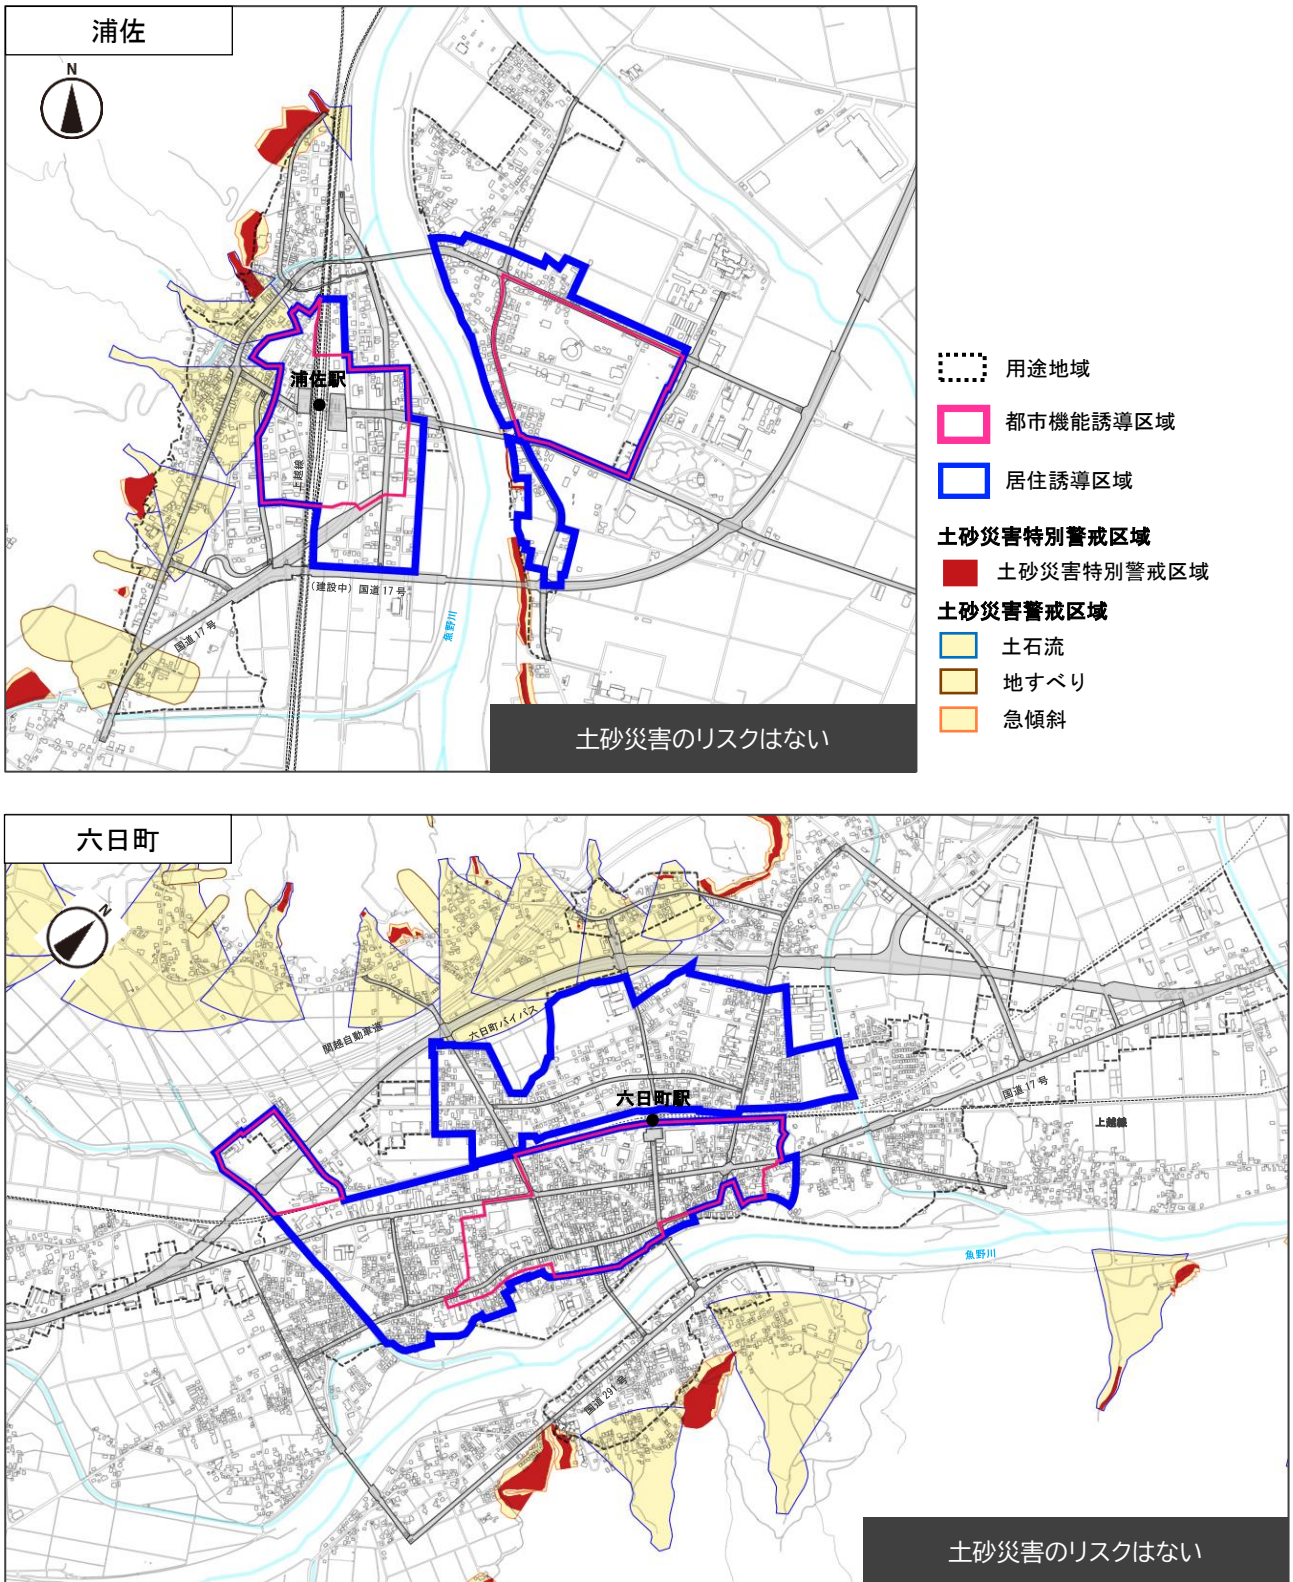 浦佐
N
浦佐駅
上越線
(建設中) 国道17号
国道17号
魚野川
土砂災害のリスクはない
用途地域
都市機能誘導区域
居住誘導区域
土砂災害特別警戒区域
土砂災害特別警戒区域
土砂災害警戒区域
土石流
地すべり
急傾斜
六日町
N
関越自動車道
六日町バイパス
六日町駅
国道17号
上越線
魚野川
国道291号
土砂災害のリスクはない